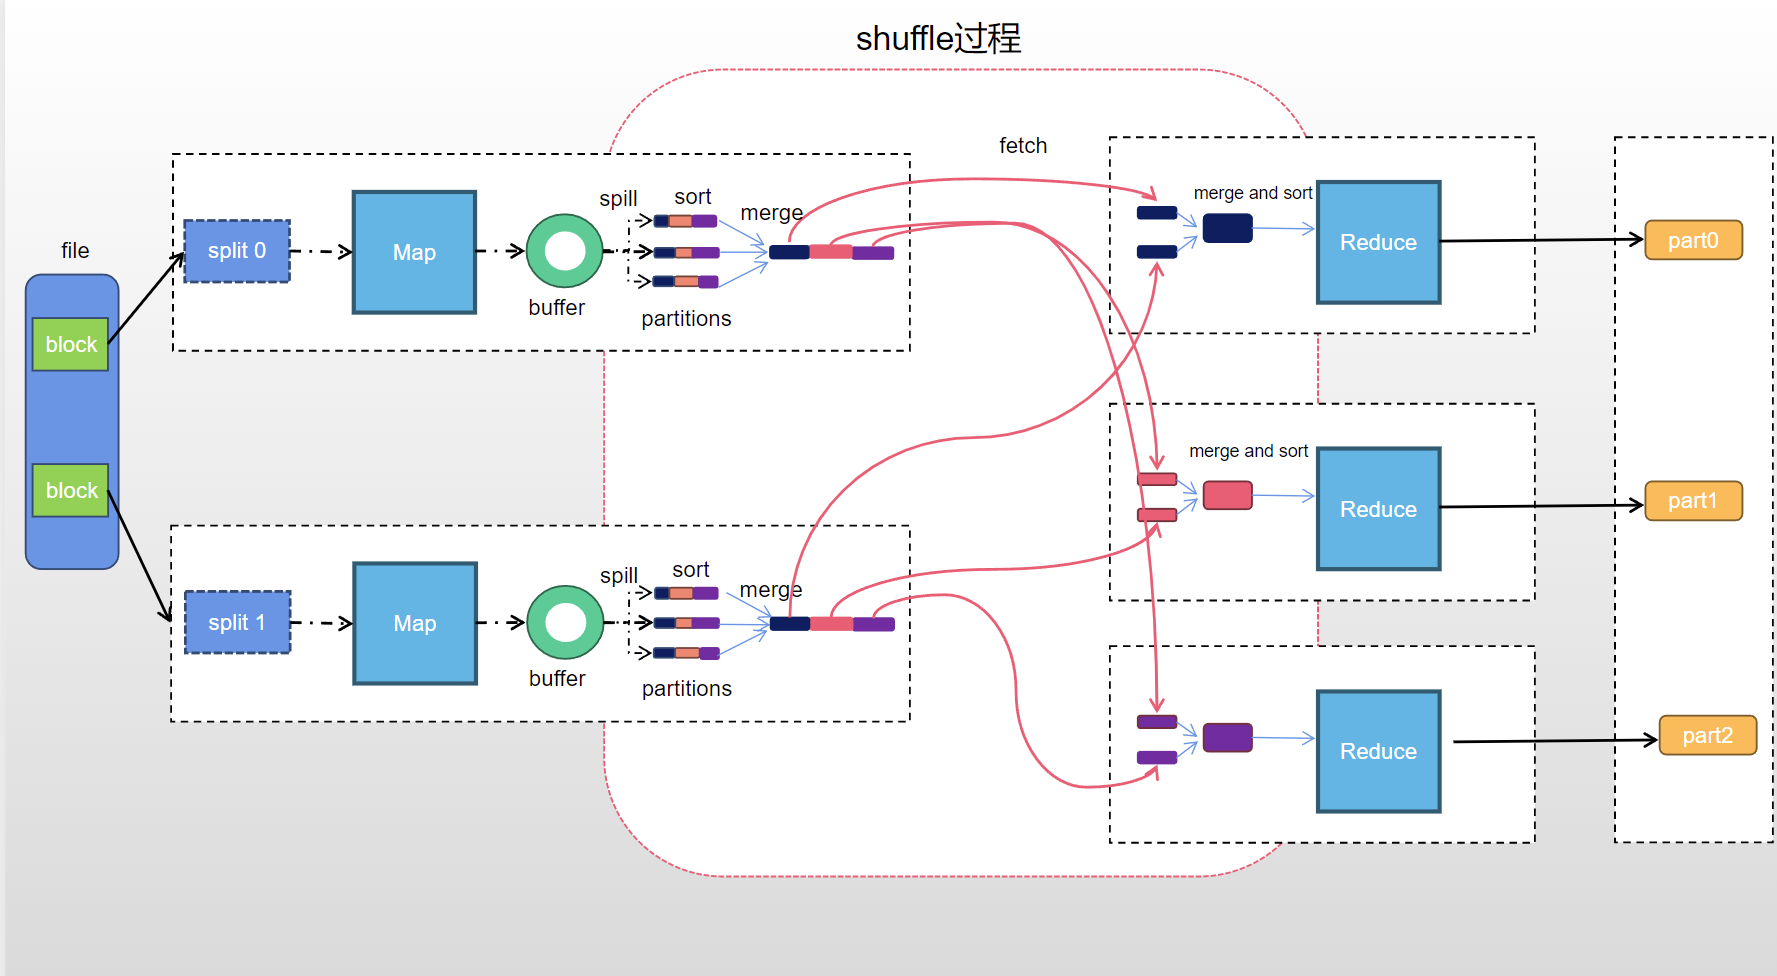 shuffle过程
file
block
block
split 0
Map
buffer
spill
sort
merge
partitions
split 1
Map
buffer
spill
sort
merge
partitions
fetch
merge and sort
Reduce
part0
merge and sort
Reduce
part1
Reduce
part2